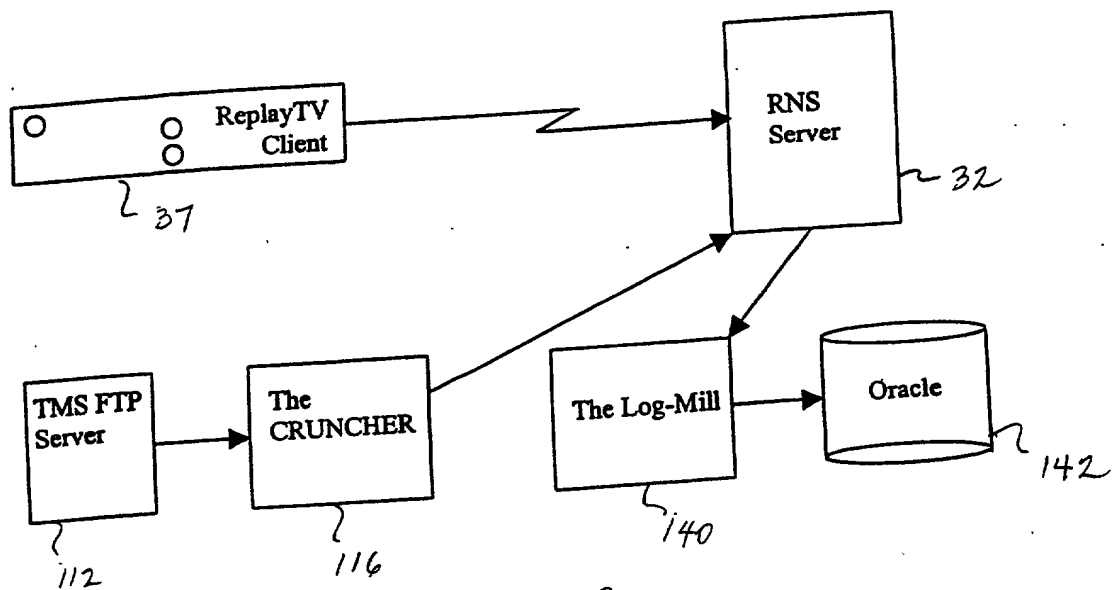 ReplayTV
Client
37
RNS
Server
32
TMS FTP
Server
112
The
CRUNCHER
116
The Log-Mill
140
Oracle
142